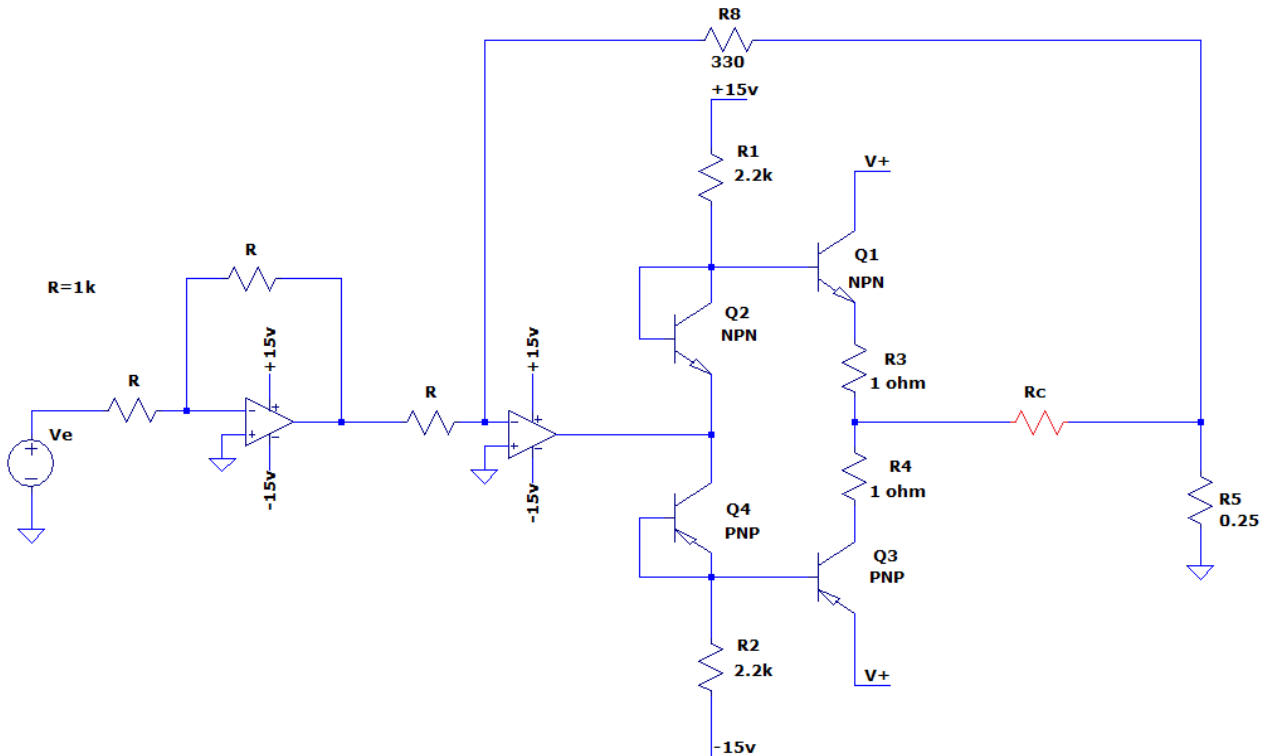 R8
330
+15v
R1
2.2k
V+
R
Q1
NPN
R=1k
Q2
NPN
+15v
+15v
R3
1 ohm
R
R
Rc
Ve
R4
1 ohm
-15v
-15v
Q4
PNP
R5
0.25
Q3
PNP
R2
2.2k
V+
-15v